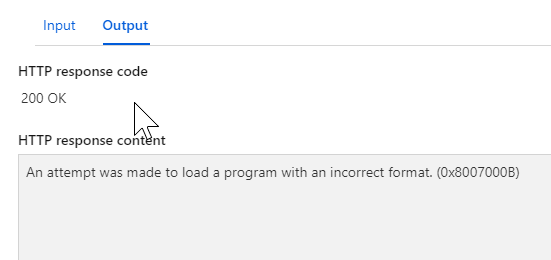 Input Output
HTTP response code
200 OK
HTTP response content
An attempt was made to load a program with an incorrect format. (0x8007000B)